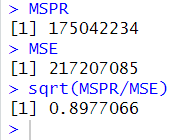 > MSPR
[1] 175042234
> MSE
[1] 217207085
> sqrt(MSPR/MSE)
[1] 0.8977066
>